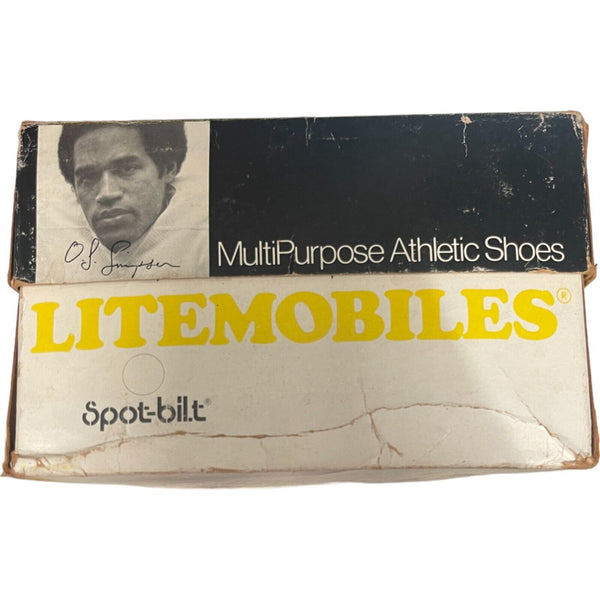 O.J. Simpson
MultiPurpose Athletic Shoes
LITEMOBILES®
Spot-bilt®